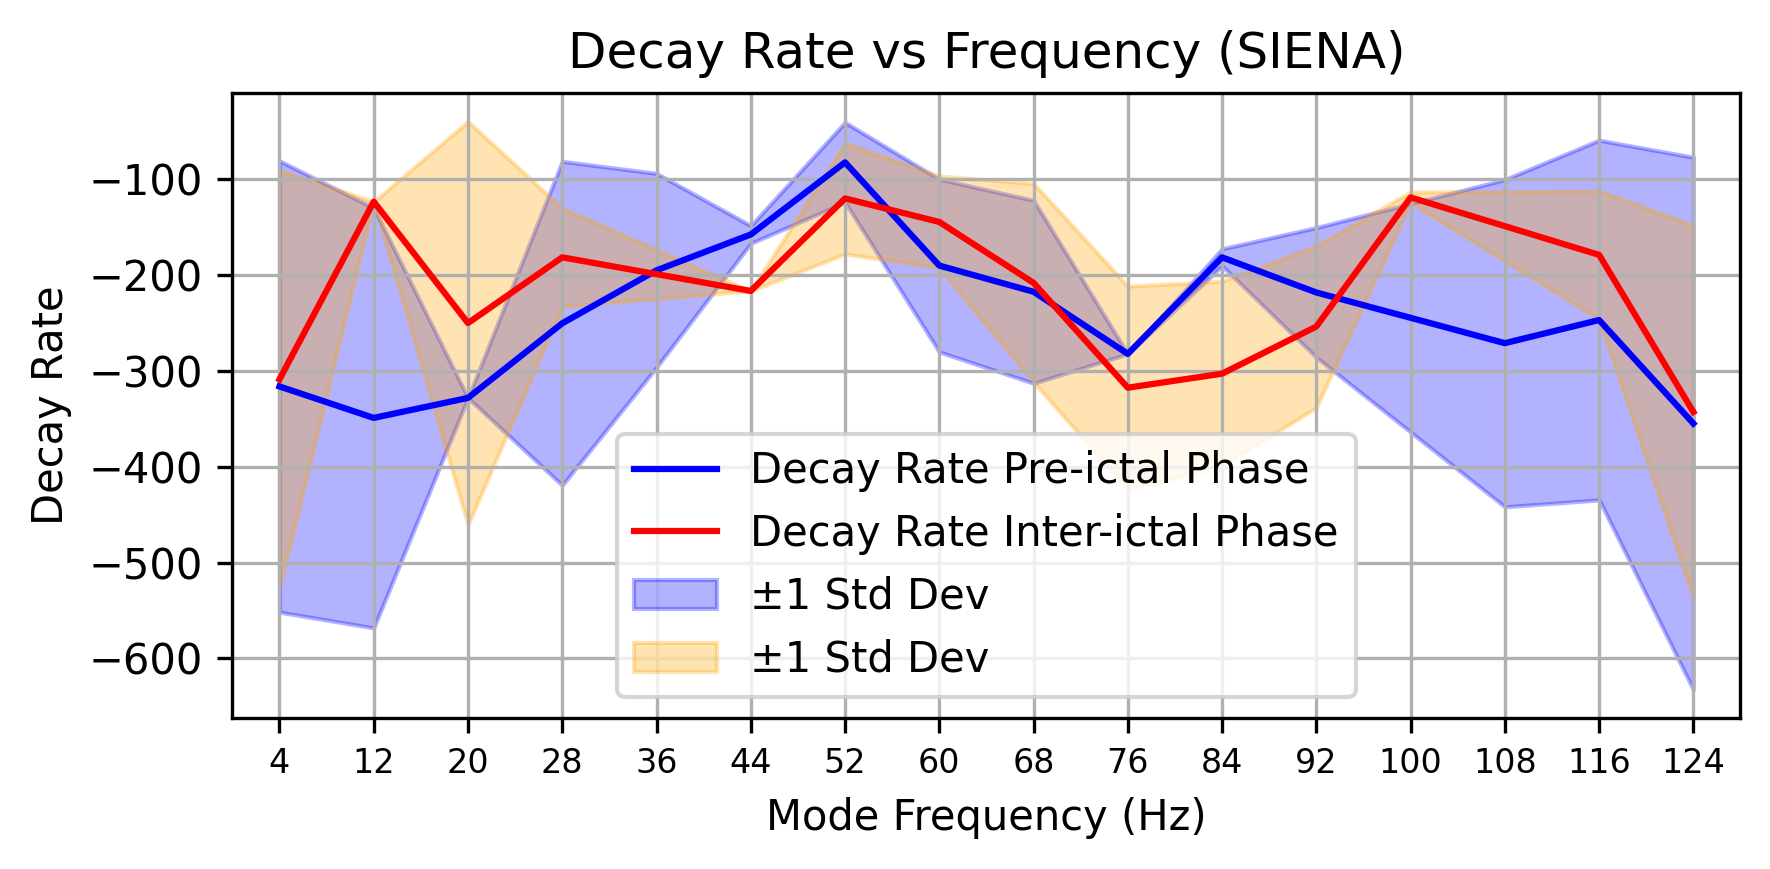 Decay Rate vs Frequency (SIENA)
Decay Rate
−100
−200
−300
−400
−500
−600
Decay Rate Pre-ictal Phase
Decay Rate Inter-ictal Phase
±1 Std Dev
±1 Std Dev
4 12 20 28 36 44 52 60 68 76 84 92 100 108 116 124
Mode Frequency (Hz)